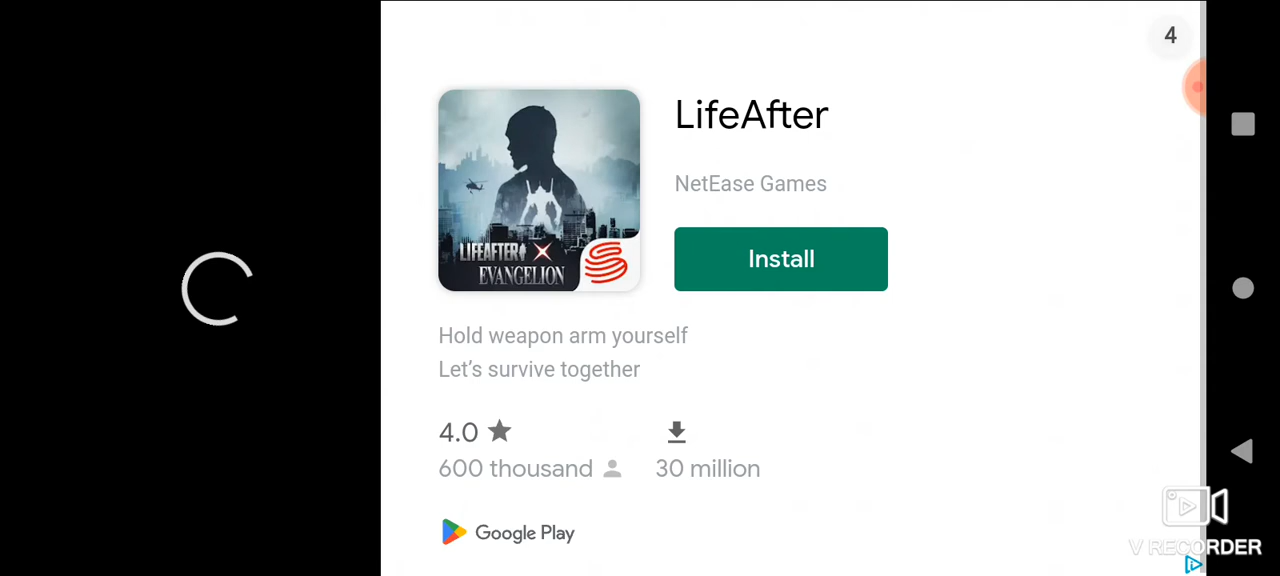 4
LifeAfter
NetEase Games
Install
LIFEAFTER X
EVANGELION
Hold weapon arm yourself
Let's survive together
4.0
600 thousand 30 million
Google Play
V RECORDER